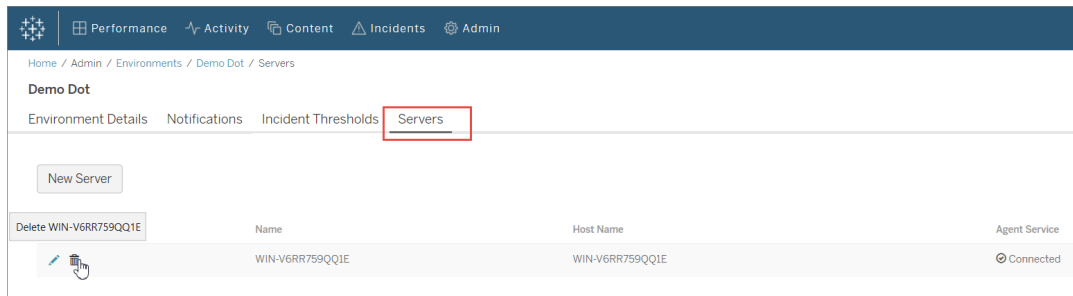 Performance Activity Content Incidents Admin
Home / Admin / Environments / Demo Dot / Servers
Demo Dot
Environment Details Notifications Incident Thresholds Servers
New Server
Delete WIN-V6RR759QQ1E
Name Host Name Agent Service
WIN-V6RR759QQ1E WIN-V6RR759QQ1E Connected